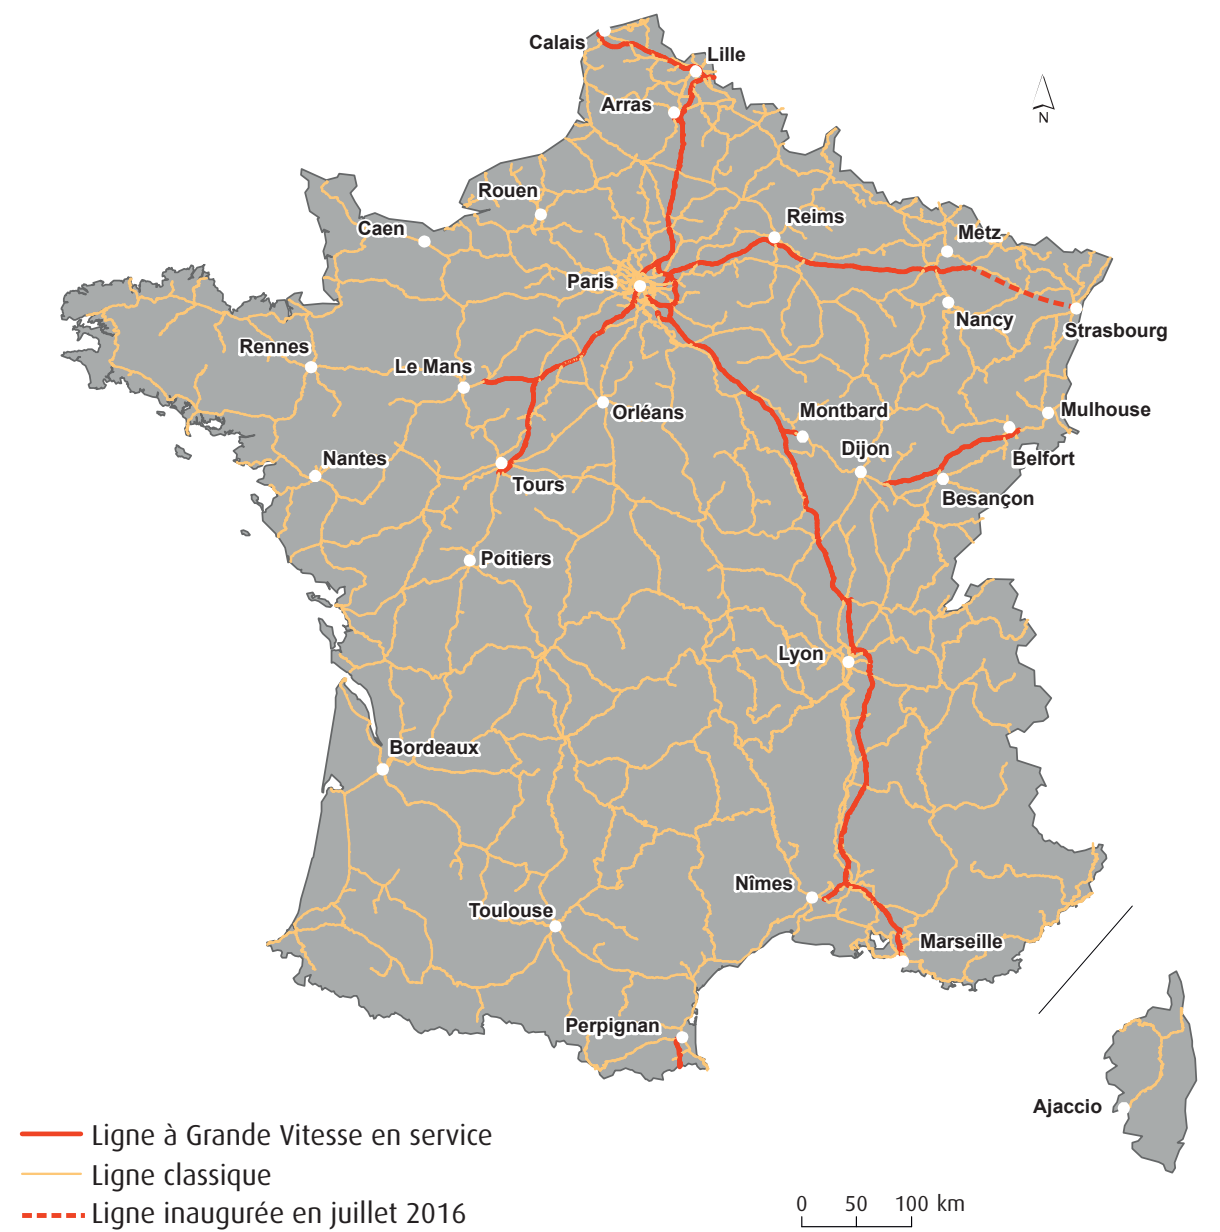 Calais
Lille
Arras
N
Rouen
Reims
Caen
Metz
Paris
Nancy
Strasbourg
Rennes
Le Mans
Orléans
Montbard
Mulhouse
Dijon
Nantes
Belfort
Tours
Besançon
Poitiers
Lyon
Bordeaux
Nîmes
Toulouse
Marseille
Perpignan
Ajaccio
Ligne à Grande Vitesse en service
Ligne classique
Ligne inaugurée en juillet 2016
0 50 100 km